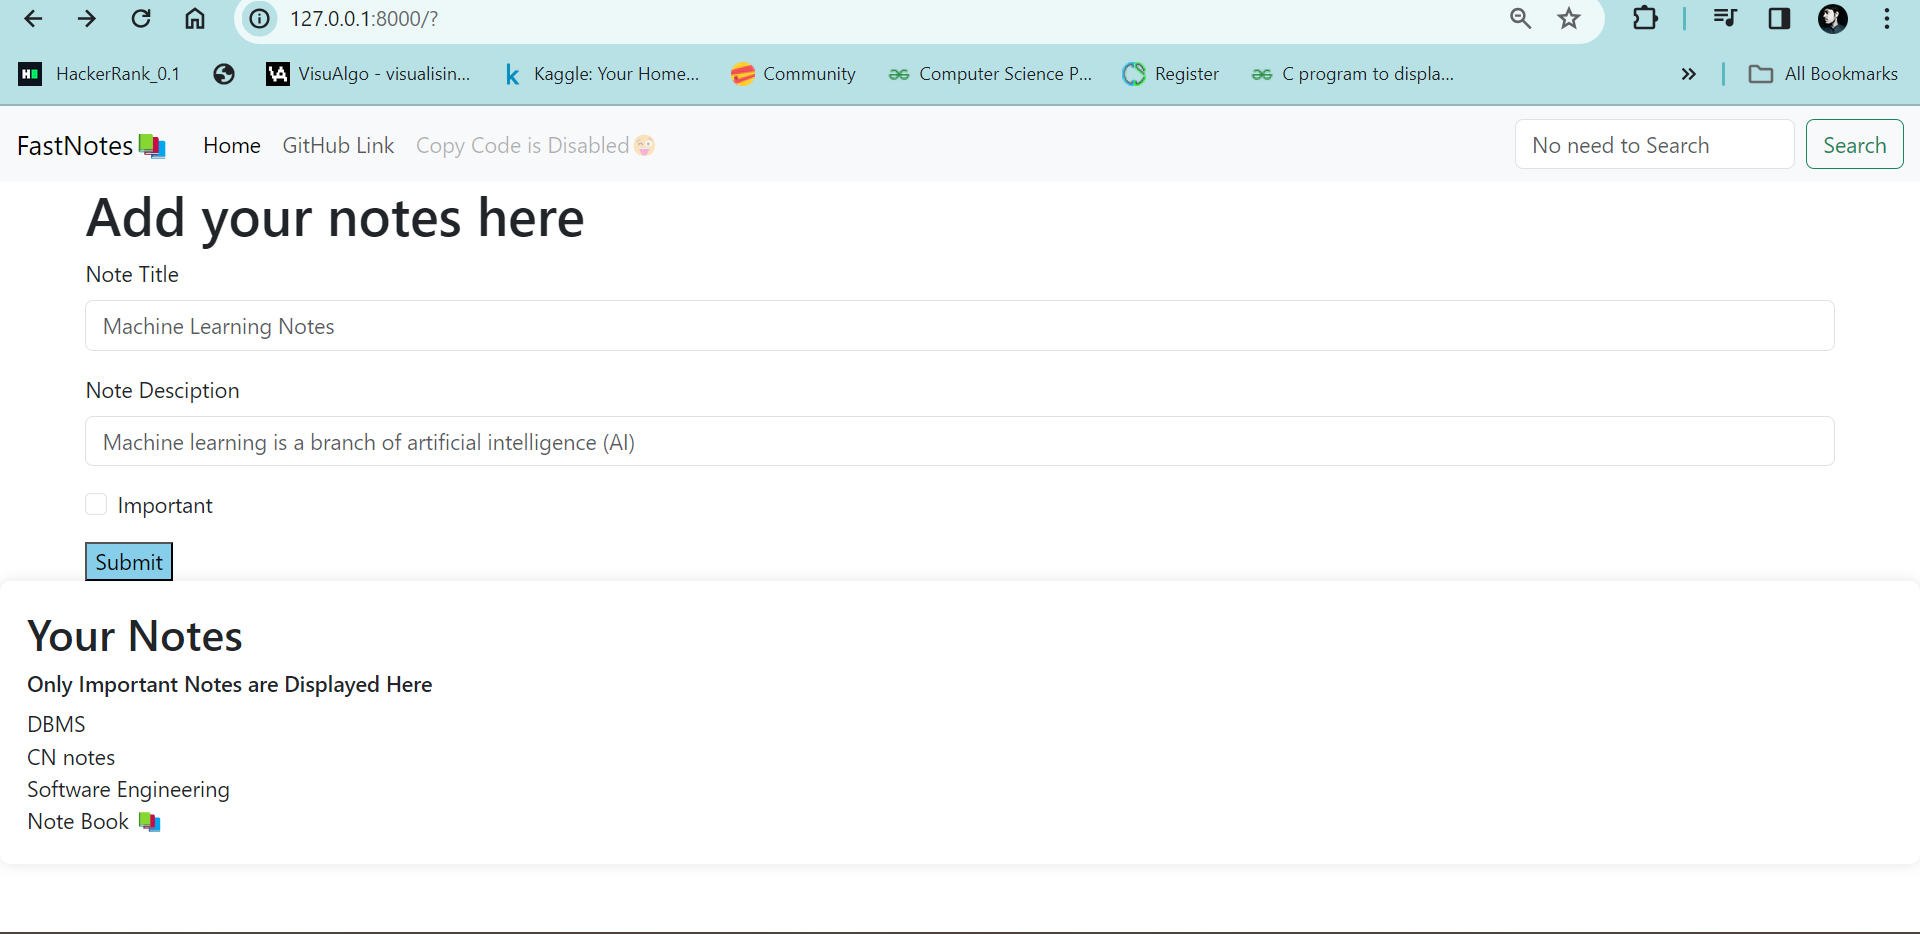 127.0.0.1:8000/?
HackerRank_0.1 VisuAlgo - visualisin... Kaggle: Your Home... Community Computer Science P... Register C program to displa... » All Bookmarks
FastNotes📚 Home GitHub Link Copy Code is Disabled😜 No need to Search Search
Add your notes here
Note Title
Machine Learning Notes
Note Desciption
Machine learning is a branch of artificial intelligence (AI)
Important
Submit
Your Notes
Only Important Notes are Displayed Here
DBMS
CN notes
Software Engineering
Note Book 📚